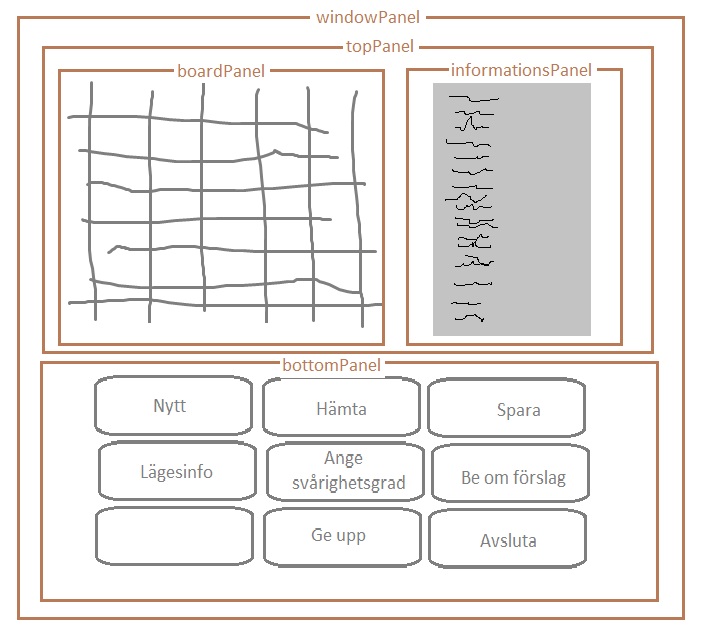 windowPanel
topPanel
boardPanel
informationsPanel
bottomPanel
Nytt
Hämta
Spara
Lägesinfo
Ange
svårighetsgrad
Be om förslag
Ge upp
Avsluta